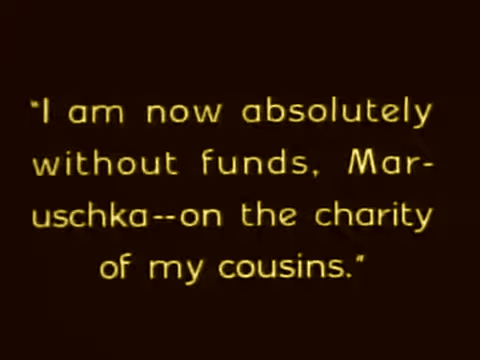 "I am now absolutely
without funds, Mar-
uschka--on the charity
of my cousins."